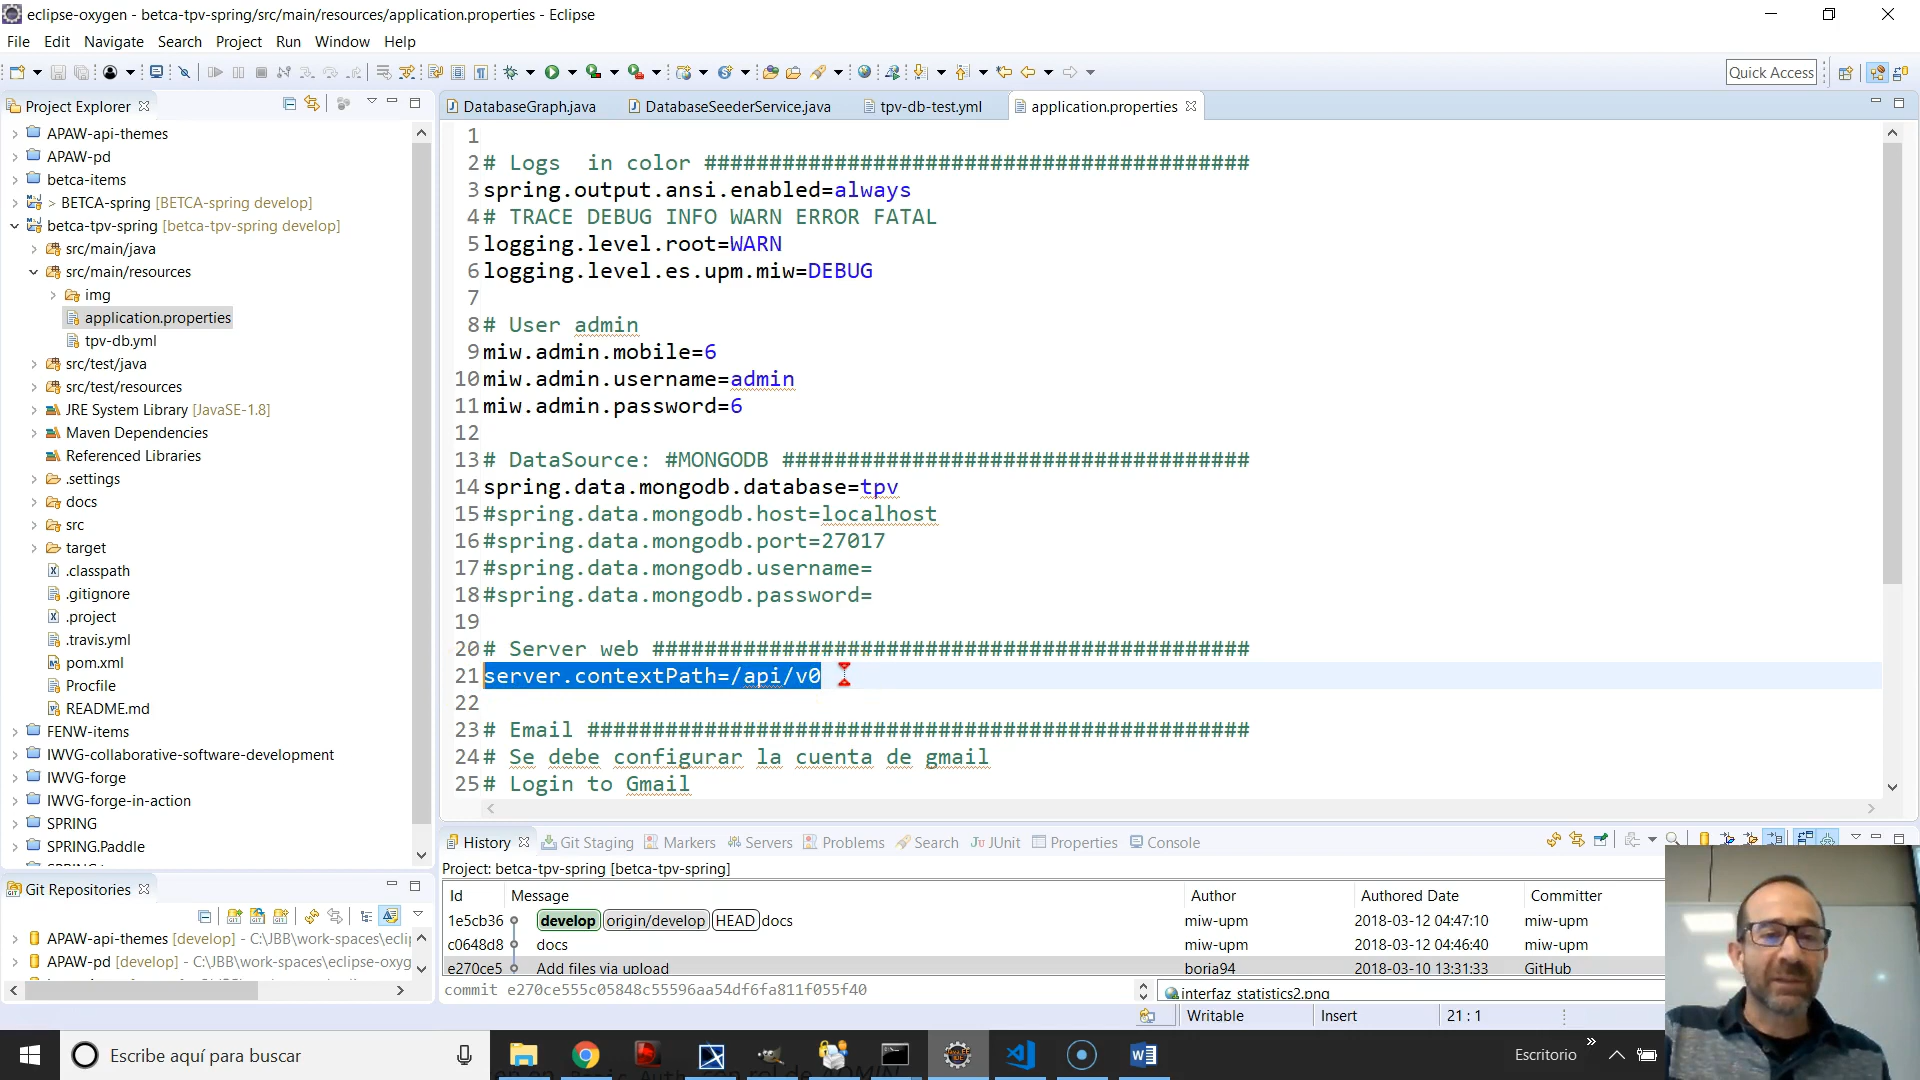 eclipse-oxygen - betca-tpv-spring/src/main/resources/application.properties - Eclipse
File Edit Navigate Search Project Run Window Help
Quick Access
Project Explorer
APAW-api-themes
APAW-pd
betca-items
> BETCA-spring [BETCA-spring develop]
betca-tpv-spring [betca-tpv-spring develop]
src/main/java
src/main/resources
img
application.properties
tpv-db.yml
src/test/java
src/test/resources
JRE System Library [JavaSE-1.8]
Maven Dependencies
Referenced Libraries
.settings
docs
src
target
.classpath
.gitignore
.project
.travis.yml
pom.xml
Procfile
README.md
FENW-items
IWVG-collaborative-software-development
IWVG-forge
IWVG-forge-in-action
SPRING
SPRING.Paddle
Git Repositories
APAW-api-themes [develop] - C:\JBB\work-spaces\ecli
APAW-pd [develop] - C:\JBB\work-spaces\eclipse-oxyg
DatabaseGraph.java DatabaseSeederService.java tpv-db-test.yml application.properties
1
2 # Logs  in color ##########################################
3 spring.output.ansi.enabled=always
4 # TRACE DEBUG INFO WARN ERROR FATAL
5 logging.level.root=WARN
6 logging.level.es.upm.miw=DEBUG
7
8 # User admin
9 miw.admin.mobile=6
10 miw.admin.username=admin
11 miw.admin.password=6
12
13 # DataSource: #MONGODB ####################################
14 spring.data.mongodb.database=tpv
15 #spring.data.mongodb.host=localhost
16 #spring.data.mongodb.port=27017
17 #spring.data.mongodb.username=
18 #spring.data.mongodb.password=
19
20 # Server web ##############################################
21 server.contextPath=/api/v0
22
23 # Email ###################################################
24 # Se debe configurar la cuenta de gmail
25 # Login to Gmail
History Git Staging Markers Servers Problems Search JUnit Properties Console
Project: betca-tpv-spring [betca-tpv-spring]
Id Message Author Authored Date Committer
1e5cb36 develop origin/develop HEAD docs miw-upm 2018-03-12 04:47:10 miw-upm
c0648d8 docs miw-upm 2018-03-12 04:46:40 miw-upm
e270ce5 Add files via upload boria94 2018-03-10 13:31:33 GitHub
commit e270ce555c05848c55596aa54df6fa811f055f40
interfaz_statistics2.png
Writable Insert 21 : 1
Escribe aquí para buscar
Escritorio